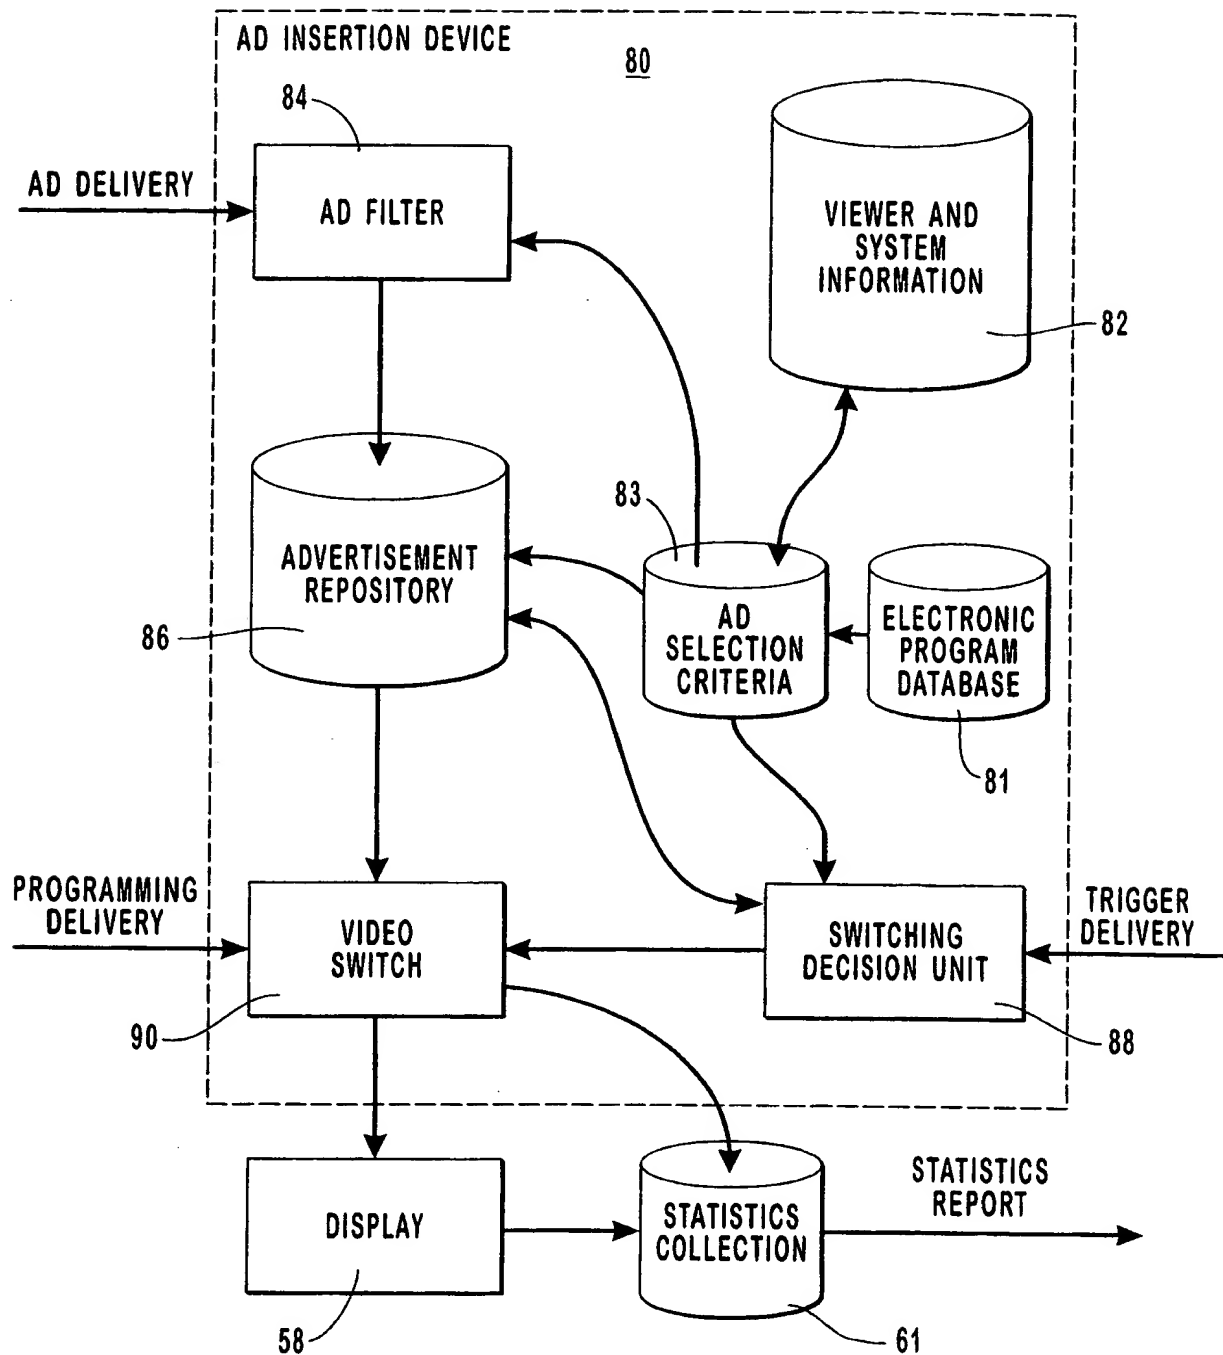 AD INSERTION DEVICE
80
84
AD DELIVERY
AD FILTER
VIEWER AND
SYSTEM
INFORMATION
82
83
ADVERTISEMENT
REPOSITORY
86
AD
SELECTION
CRITERIA
ELECTRONIC
PROGRAM
DATABASE
81
PROGRAMMING
DELIVERY
VIDEO
SWITCH
90
SWITCHING
DECISION UNIT
88
TRIGGER
DELIVERY
DISPLAY
58
STATISTICS
COLLECTION
61
STATISTICS
REPORT